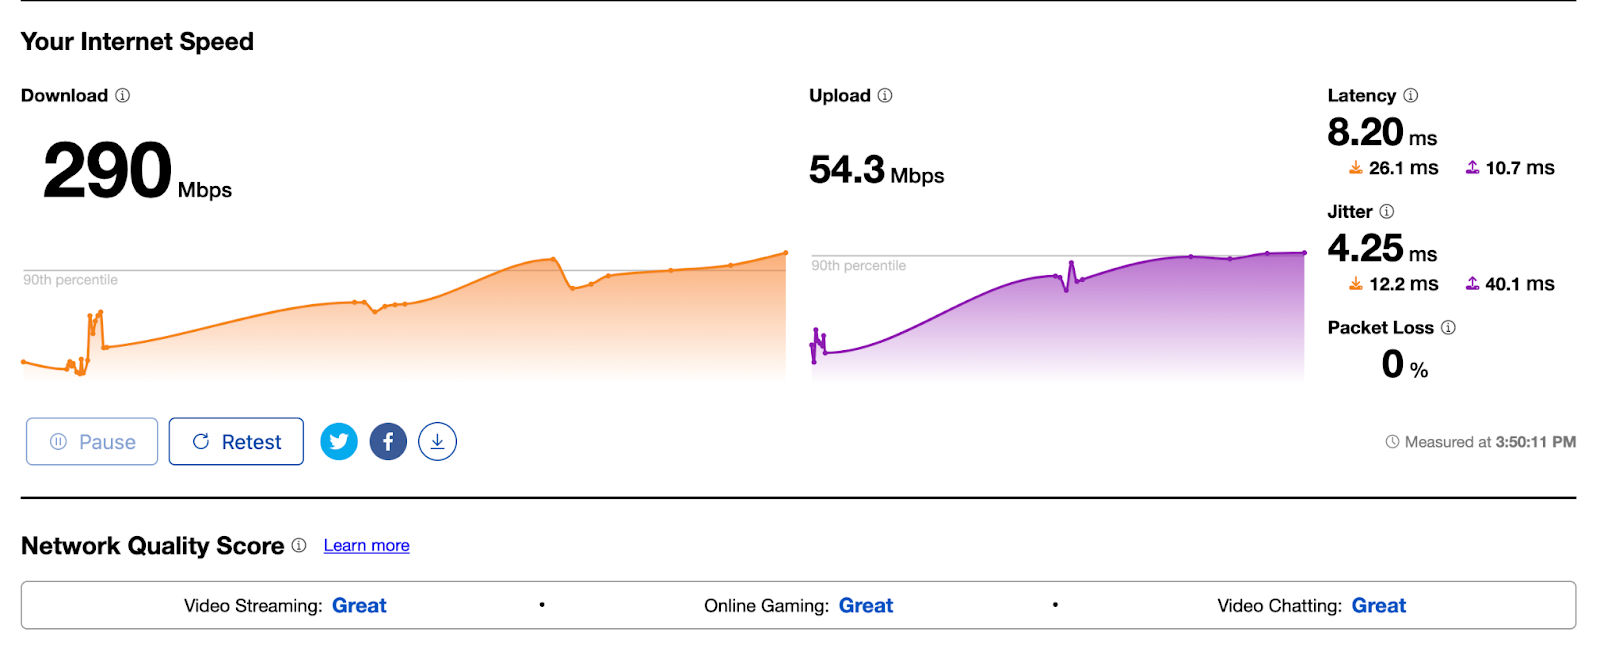 Your Internet Speed
Download
290 Mbps
90th percentile
Upload
54.3 Mbps
90th percentile
Latency
8.20 ms
26.1 ms 10.7 ms
Jitter
4.25 ms
12.2 ms 40.1 ms
Packet Loss
0 %
Pause Retest
Measured at 3:50:11 PM
Network Quality Score Learn more
Video Streaming: Great • Online Gaming: Great • Video Chatting: Great